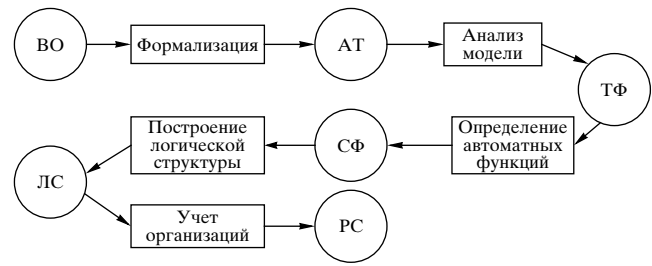 ВО
Формализация
АТ
Анализ
модели
ТФ
Определение
автоматных
функций
СФ
Построение
логической
структуры
ЛС
Учет
организаций
РС